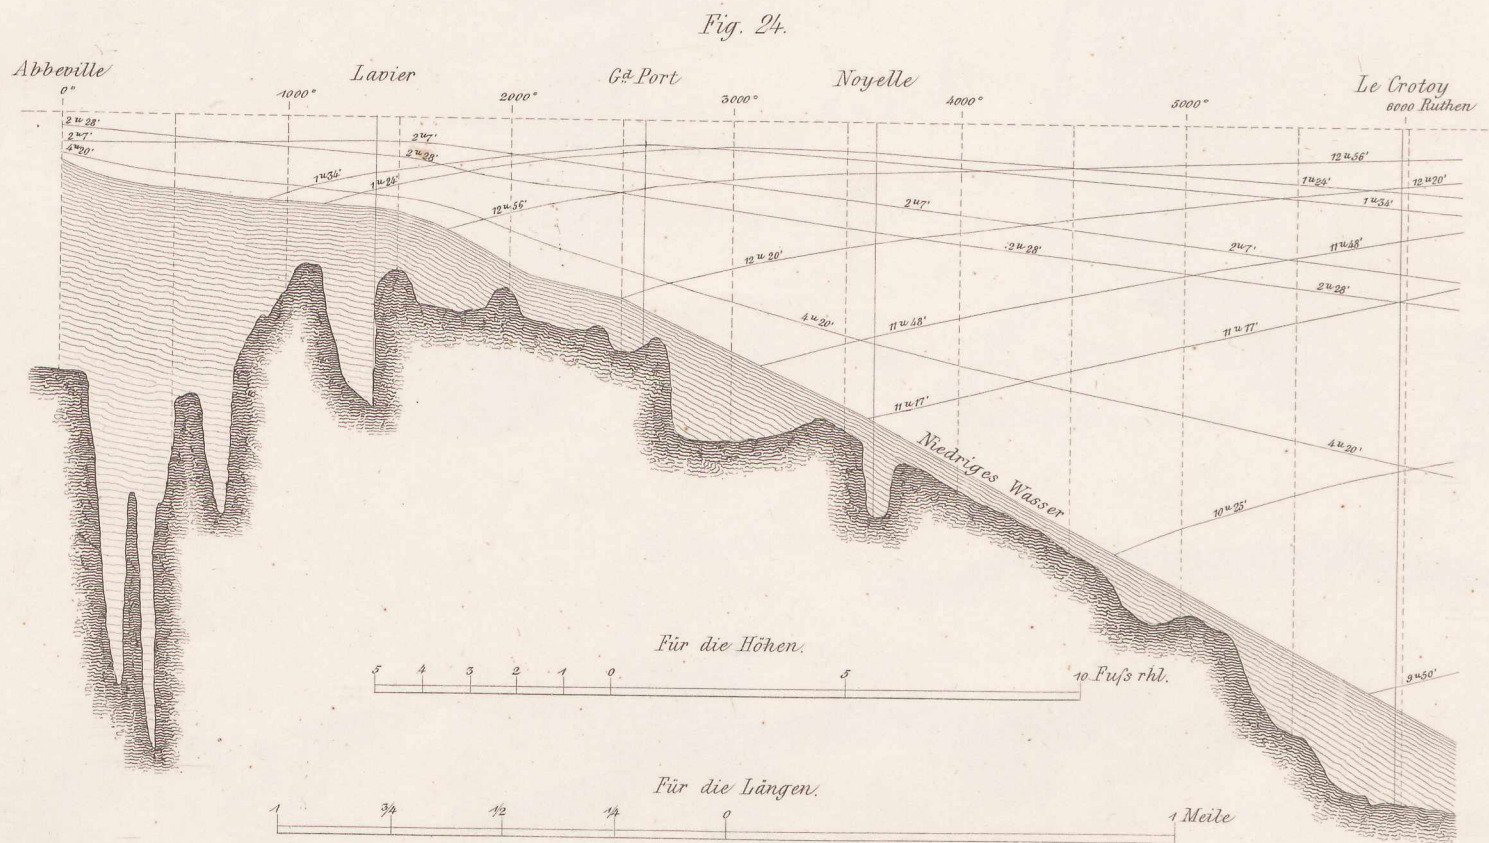 Fig. 24.
Abbeville Lavier Gd Port Noyelle Le Crotoy
0° 1000° 2000° 3000° 4000° 5000° 6000 Ruthen
2u28' 2u7' 12u56'
2u7' 2u28' 1u24' 12u20'
4u20' 1u34' 1u24' 1u34'
12u56' 2u7'
12u20' 2u28' 2u7' 11u48'
2u28'
4u20' 11u48' 11u17'
11u17'
Niedriges Wasser 4u20'
10u25'
9u50'
Für die Höhen.
5 4 3 2 1 0 5 10 Fuſs rhl.
Für die Längen.
1 3/4 1/2 1/4 0 1 Meile